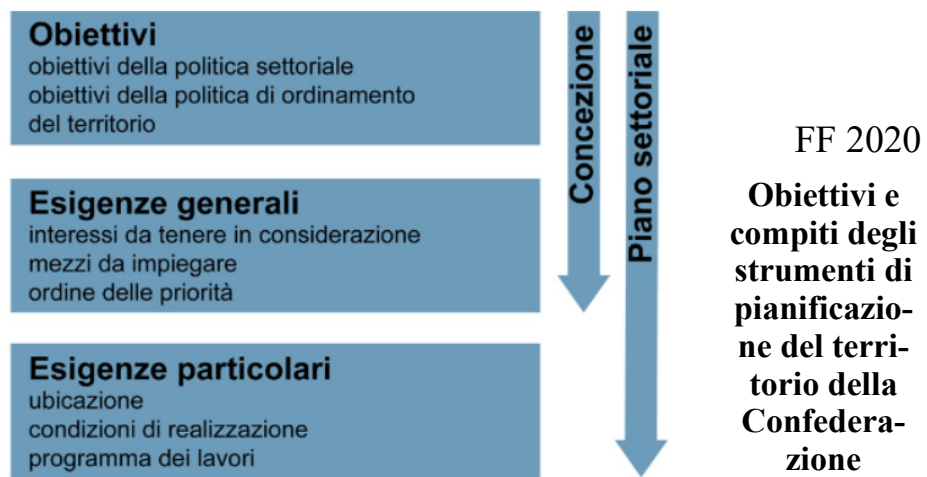 Obiettivi
obiettivi della politica settoriale
obiettivi della politica di ordinamento
del territorio
Esigenze generali
interessi da tenere in considerazione
mezzi da impiegare
ordine delle priorità
Esigenze particolari
ubicazione
condizioni di realizzazione
programma dei lavori
Concezione
Piano settoriale
FF 2020
Obiettivi e
compiti degli
strumenti di
pianificazio-
ne del terri-
torio della
Confedera-
zione